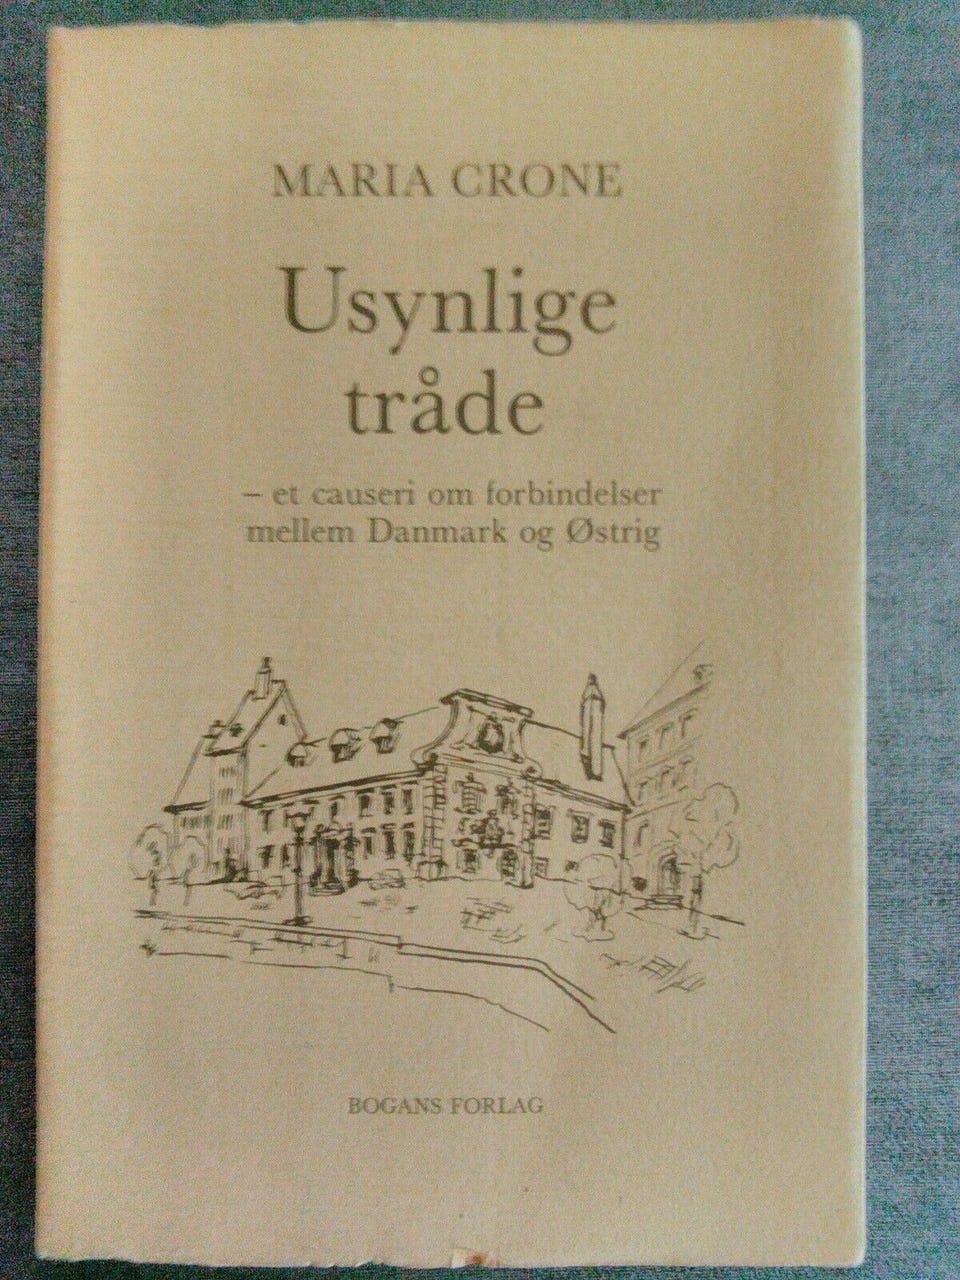 MARIA CRONE
Usynlige
tråde
– et causeri om forbindelser
mellem Danmark og Østrig
BOGANS FORLAG